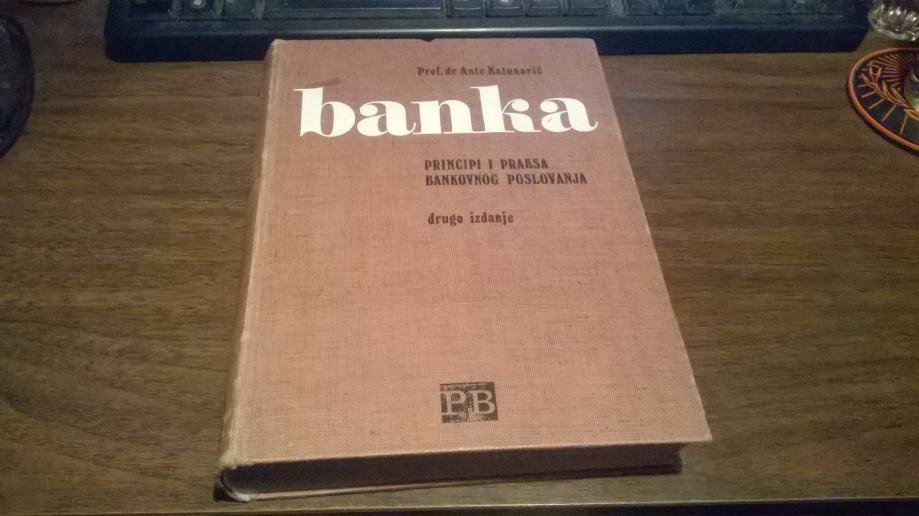 Prof. dr Ante Katunarić
banka
PRINCIPI I PRAKSA
BANKOVNOG POSLOVANJA
drugo izdanje
PB